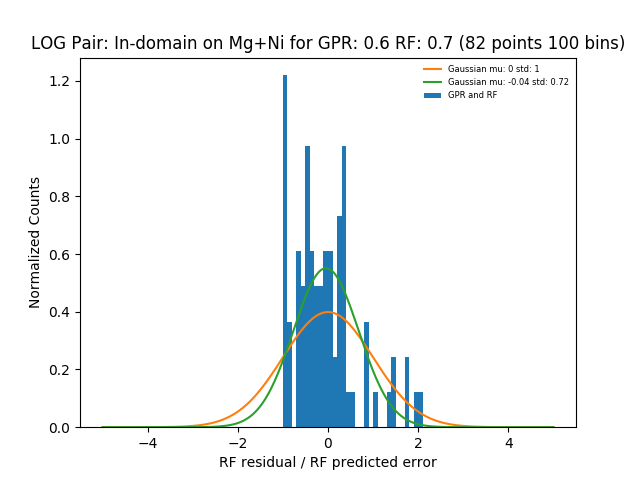 LOG Pair: In-domain on Mg+Ni for GPR: 0.6 RF: 0.7 (82 points 100 bins)
Gaussian mu: 0 std: 1
Gaussian mu: -0.04 std: 0.72
GPR and RF
Normalized Counts
1.2
1.0
0.8
0.6
0.4
0.2
0.0
−4 −2 0 2 4
RF residual / RF predicted error